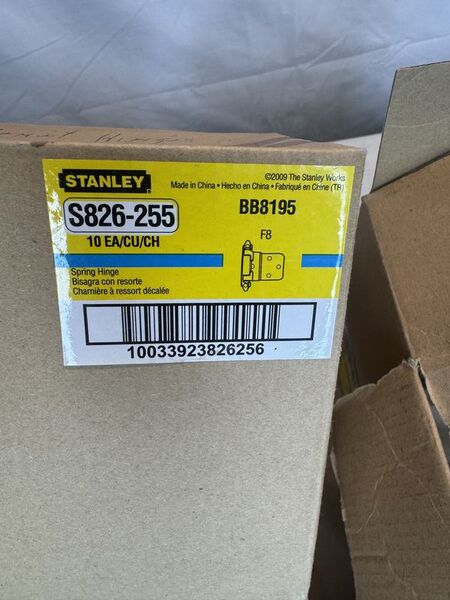 ©2009 The Stanley Works
STANLEY
Made in China • Hecho en China • Fabriqué en Chine (TB)
S826-255
BB8195
10 EA/CU/CH
F8
Spring Hinge
Bisagra con resorte
Charnière à ressort décalée
10033923826256